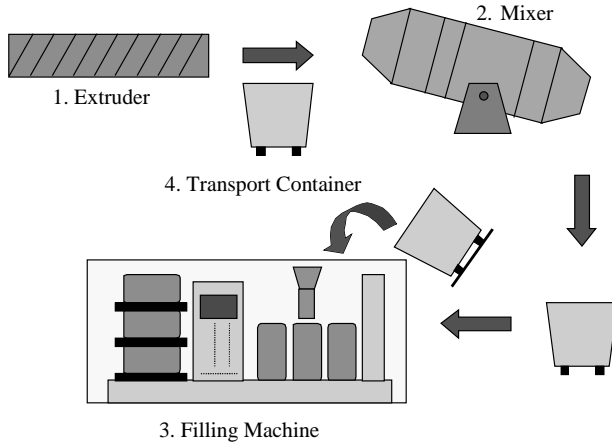 2. Mixer
1. Extruder
4. Transport Container
3. Filling Machine